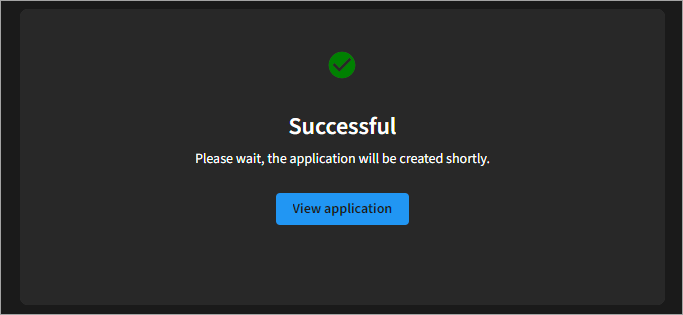 Successful
Please wait, the application will be created shortly.
View application